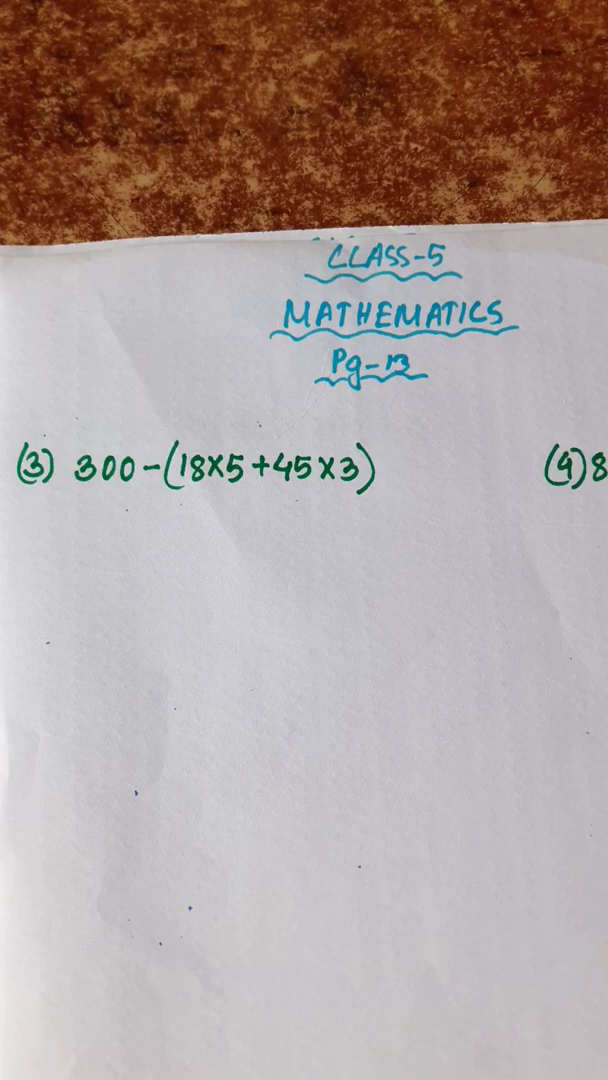 CLASS-5
MATHEMATICS
Pg-13
(3) 300-(18×5+45×3)
(4) 8